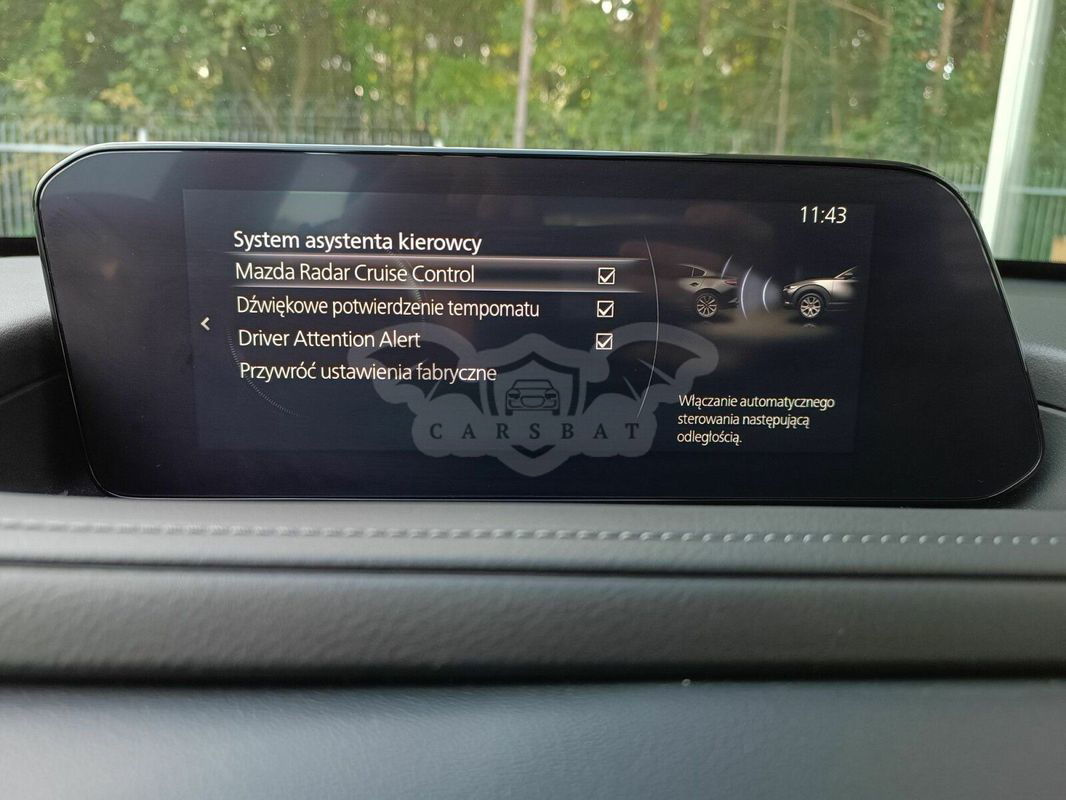 11:43
System asystenta kierowcy
Mazda Radar Cruise Control
Dźwiękowe potwierdzenie tempomatu
Driver Attention Alert
Przywróć ustawienia fabryczne
Włączanie automatycznego
sterowania następującą
odległością.
CARSBAT